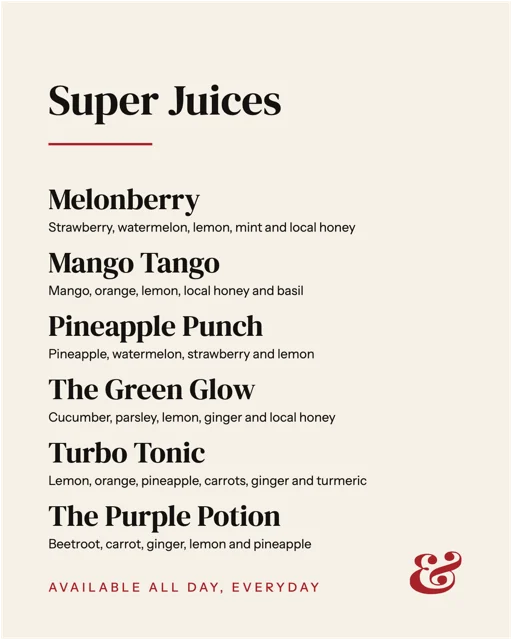 Super Juices
Melonberry
Strawberry, watermelon, lemon, mint and local honey
Mango Tango
Mango, orange, lemon, local honey and basil
Pineapple Punch
Pineapple, watermelon, strawberry and lemon
The Green Glow
Cucumber, parsley, lemon, ginger and local honey
Turbo Tonic
Lemon, orange, pineapple, carrots, ginger and turmeric
The Purple Potion
Beetroot, carrot, ginger, lemon and pineapple
AVAILABLE ALL DAY, EVERYDAY
&